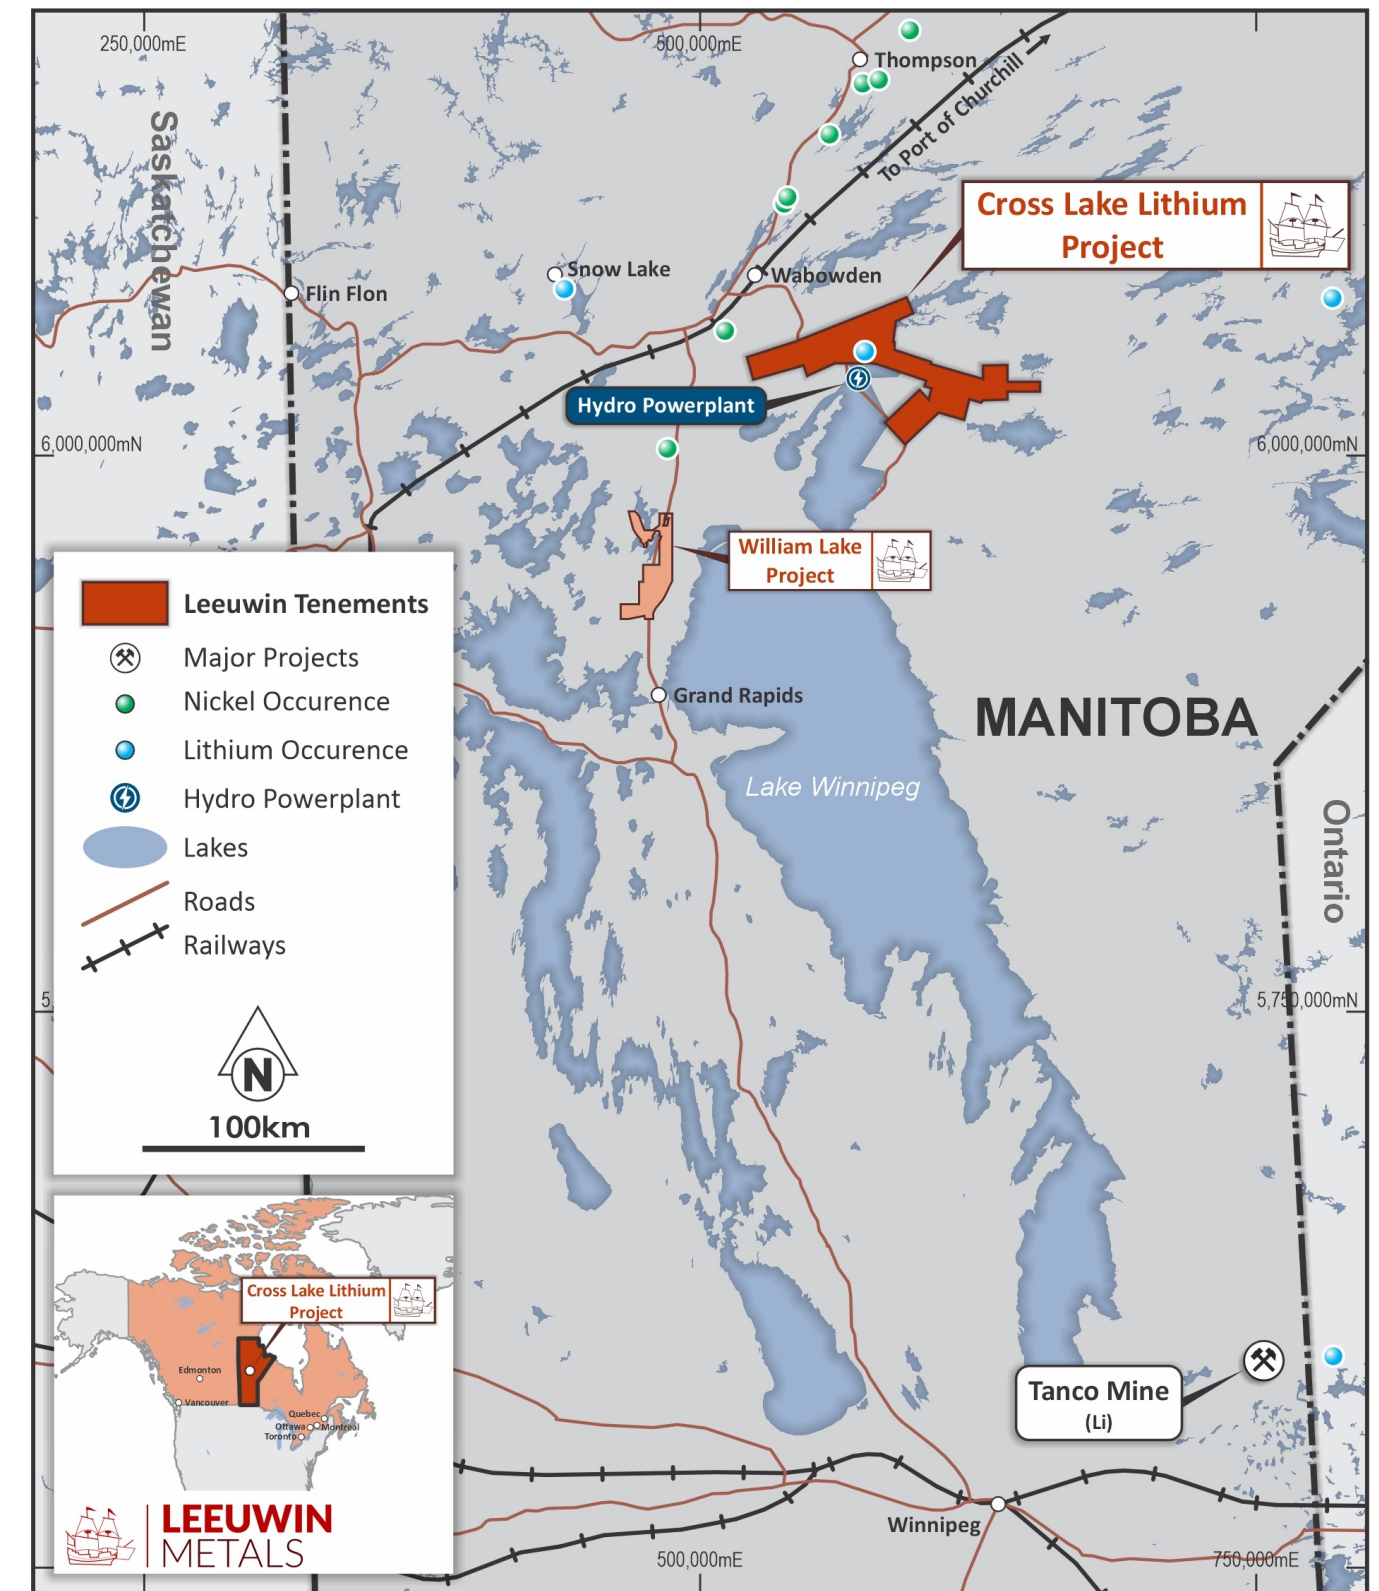 250,000mE
500,000mE
Thompson
To Port of Churchill
Saskatchewan
Cross Lake Lithium
Project
Snow Lake
Wabowden
Flin Flon
Hydro Powerplant
6,000,000mN
6,000,000mN
William Lake
Project
Leeuwin Tenements
Major Projects
Nickel Occurence
Lithium Occurence
Hydro Powerplant
Lakes
Roads
Railways
N
100km
Grand Rapids
MANITOBA
Lake Winnipeg
Ontario
5,
5,750,000mN
Cross Lake Lithium
Project
Edmonton
Vancouver
Quebec
Ottawa
Montreal
Toronto
LEEUWIN
METALS
Tanco Mine
(Li)
Winnipeg
500,000mE
750,000mE